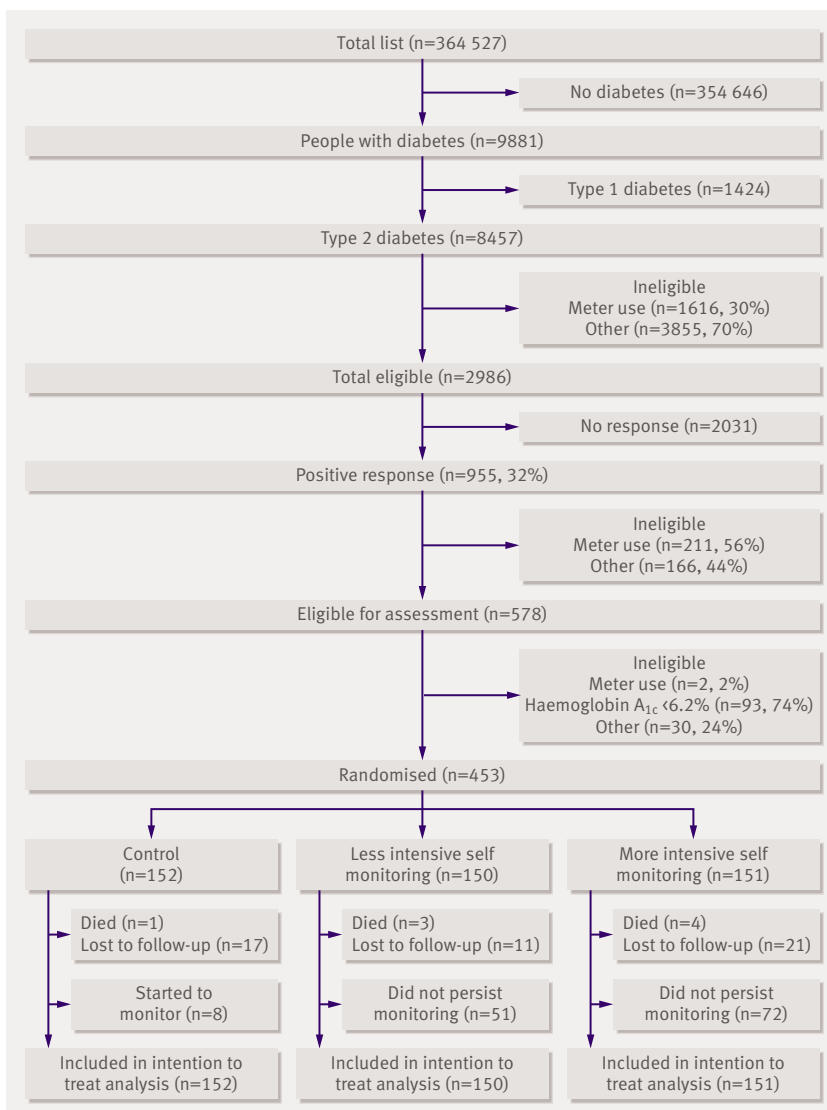 Total list (n=364 527)
No diabetes (n=354 646)
People with diabetes (n=9881)
Type 1 diabetes (n=1424)
Type 2 diabetes (n=8457)
Ineligible
Meter use (n=1616, 30%)
Other (n=3855, 70%)
Total eligible (n=2986)
No response (n=2031)
Positive response (n=955, 32%)
Ineligible
Meter use (n=211, 56%)
Other (n=166, 44%)
Eligible for assessment (n=578)
Ineligible
Meter use (n=2, 2%)
Haemoglobin A1c <6.2% (n=93, 74%)
Other (n=30, 24%)
Randomised (n=453)
Control
(n=152)
Less intensive self
monitoring (n=150)
More intensive self
monitoring (n=151)
Died (n=1)
Lost to follow-up (n=17)
Died (n=3)
Lost to follow-up (n=11)
Died (n=4)
Lost to follow-up (n=21)
Started to
monitor (n=8)
Did not persist
monitoring (n=51)
Did not persist
monitoring (n=72)
Included in intention to
treat analysis (n=152)
Included in intention to
treat analysis (n=150)
Included in intention to
treat analysis (n=151)